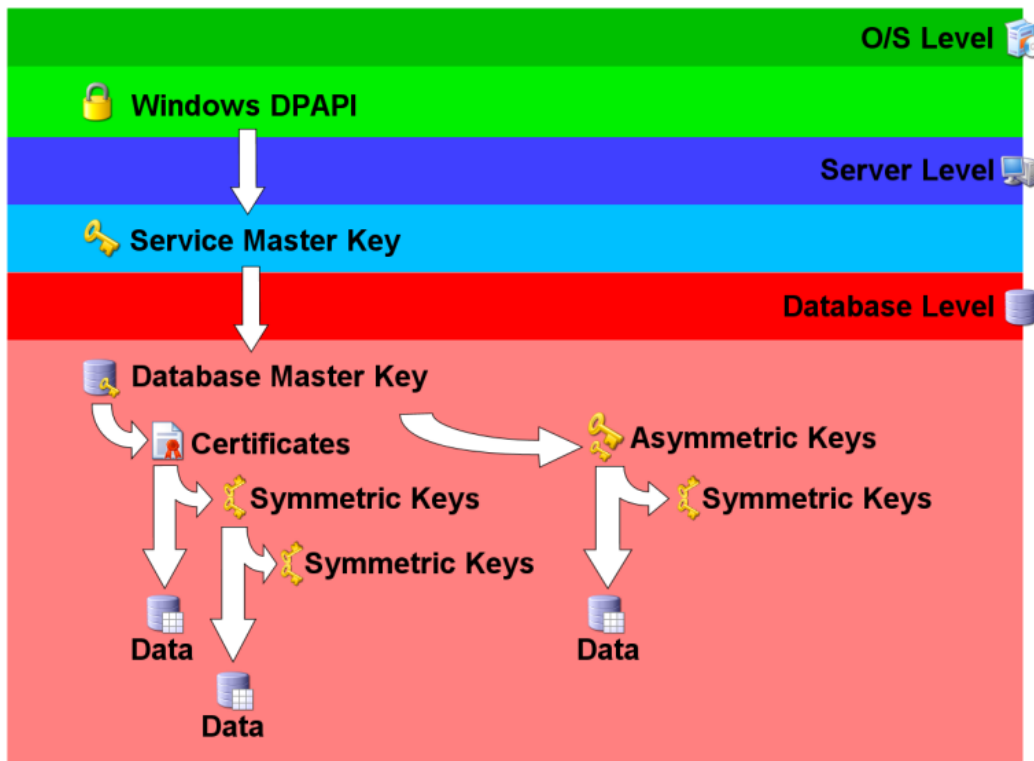 O/S Level
Windows DPAPI
Server Level
Service Master Key
Database Level
Database Master Key
Certificates
Asymmetric Keys
Symmetric Keys
Symmetric Keys
Symmetric Keys
Data
Data
Data